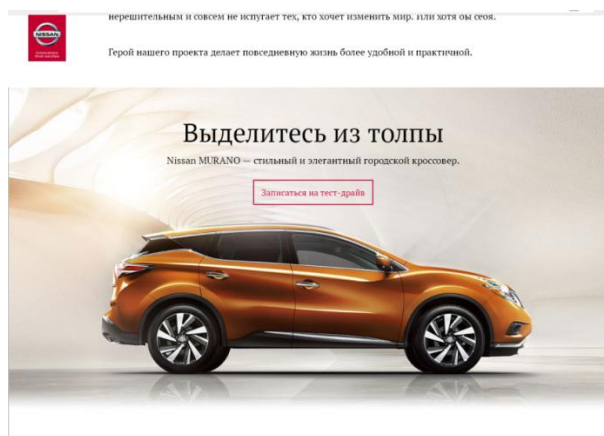 нерешительным и совсем не испугает тех, кто хочет изменить мир. Или хотя бы себя.
NISSAN
Герой нашего проекта делает повседневную жизнь более удобной и практичной.
Выделитесь из толпы
Nissan MURANO — стильный и элегантный городской кроссовер.
Записаться на тест-драйв